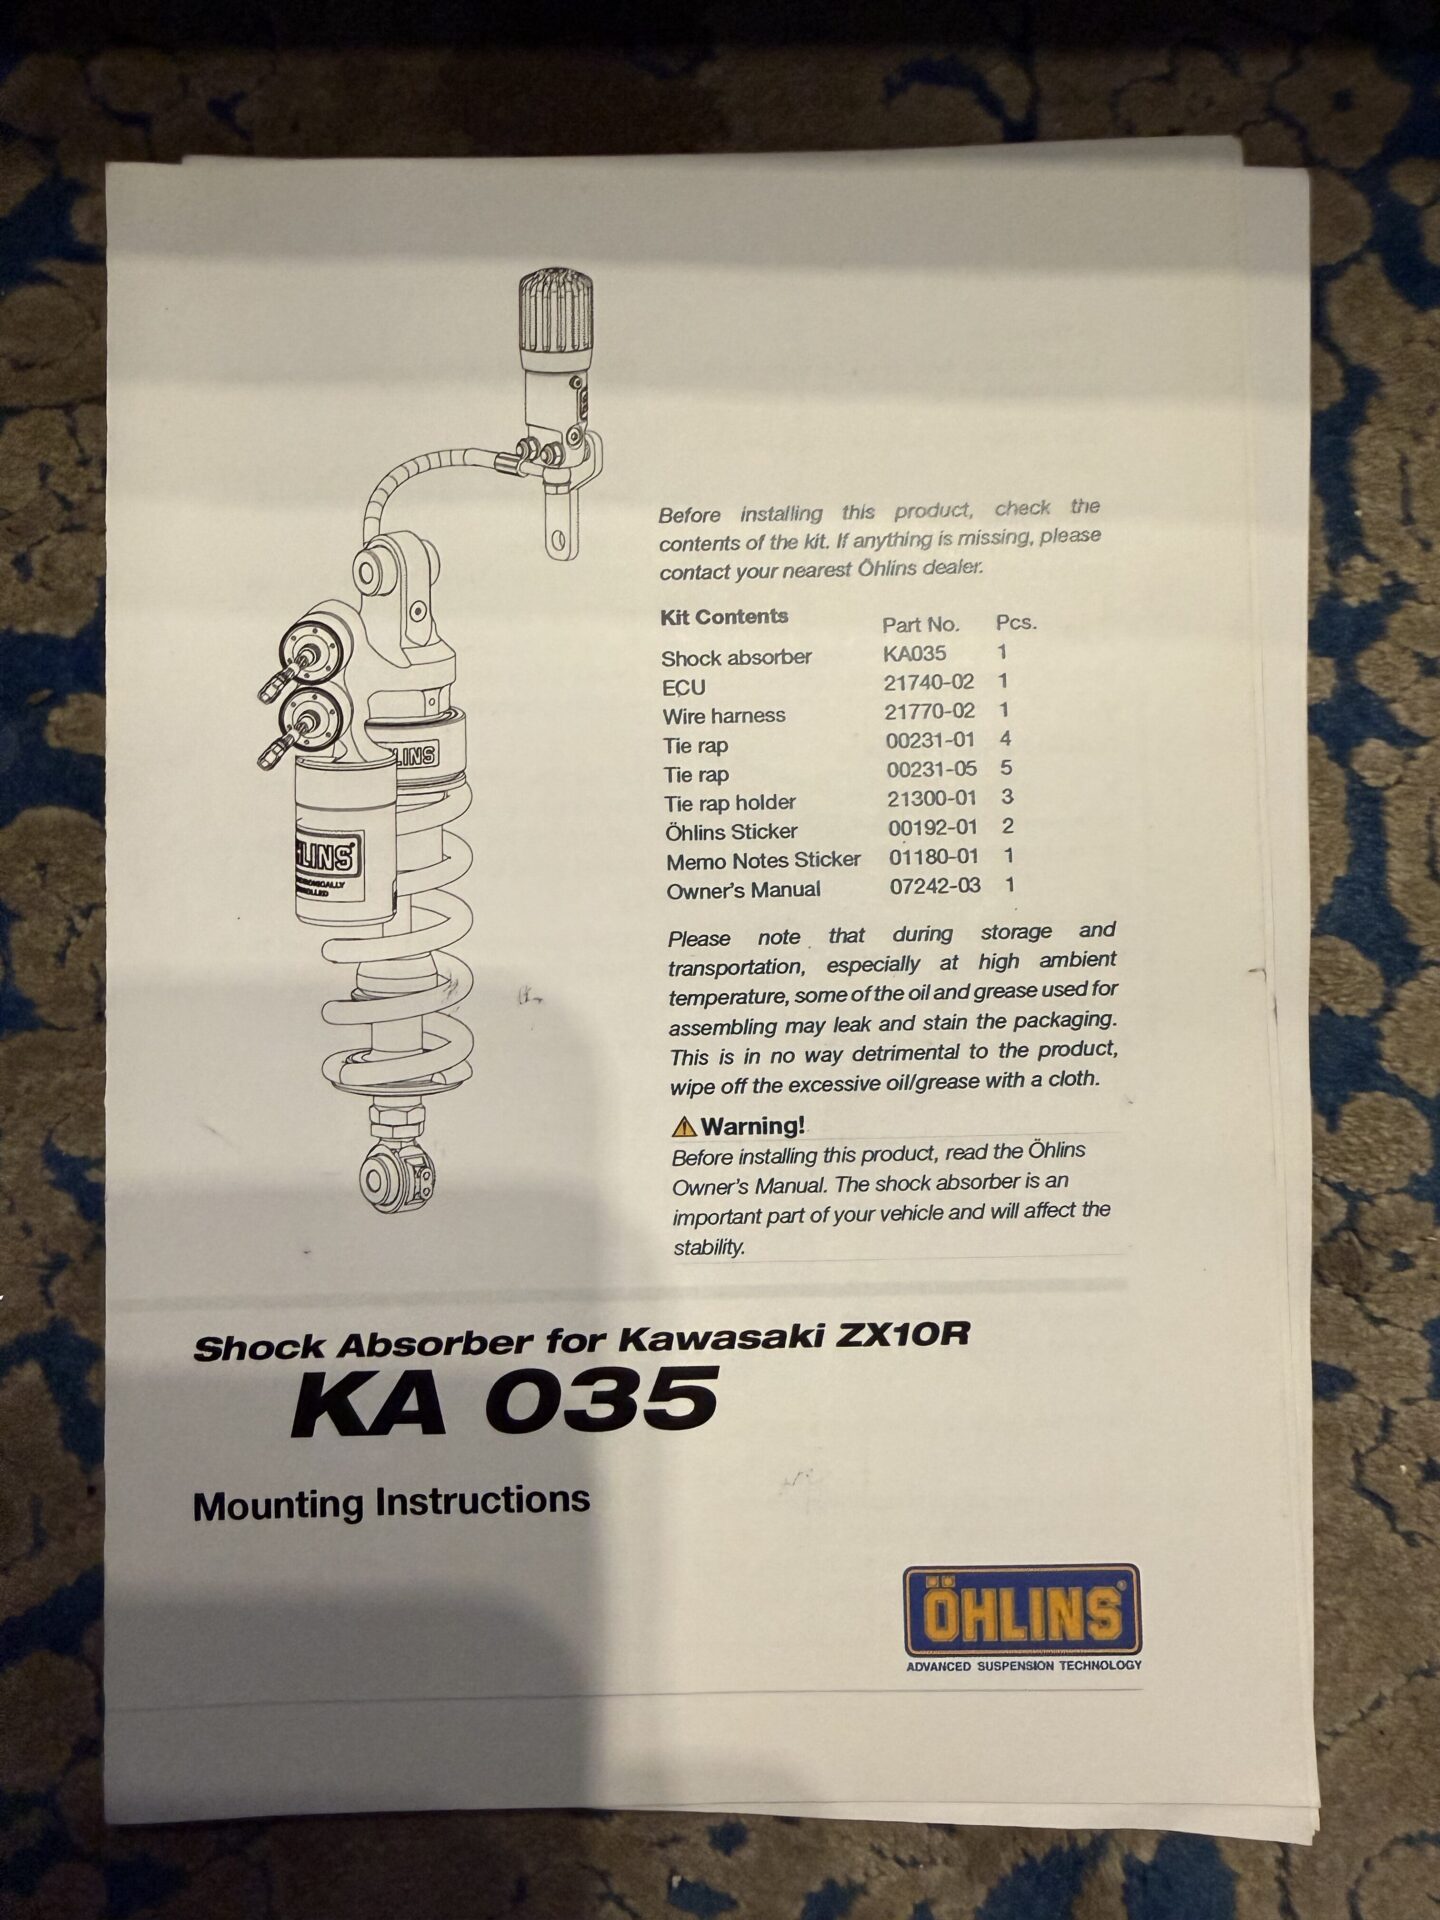 Before installing this product, check the
contents of the kit. If anything is missing, please
contact your nearest Öhlins dealer.
Kit Contents Part No. Pcs.
Shock absorber KA035 1
ECU 21740-02 1
Wire harness 21770-02 1
Tie rap 00231-01 4
Tie rap 00231-05 5
Tie rap holder 21300-01 3
Öhlins Sticker 00192-01 2
Memo Notes Sticker 01180-01 1
Owner's Manual 07242-03 1
Please note that during storage and
transportation, especially at high ambient
temperature, some of the oil and grease used for
assembling may leak and stain the packaging.
This is in no way detrimental to the product,
wipe off the excessive oil/grease with a cloth.
Warning!
Before installing this product, read the Öhlins
Owner's Manual. The shock absorber is an
important part of your vehicle and will affect the
stability.
LINS
HLINS
Shock Absorber for Kawasaki ZX10R
KA 035
Mounting Instructions
ÖHLINS®
ADVANCED SUSPENSION TECHNOLOGY